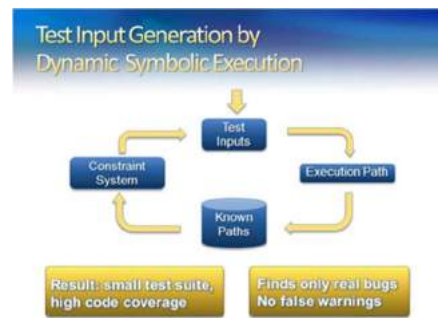 Test Input Generation by
Dynamic Symbolic Execution
Test
Inputs
Constraint
System
Execution Path
Known
Paths
Result: small test suite,
high code coverage
Finds only real bugs
No false warnings